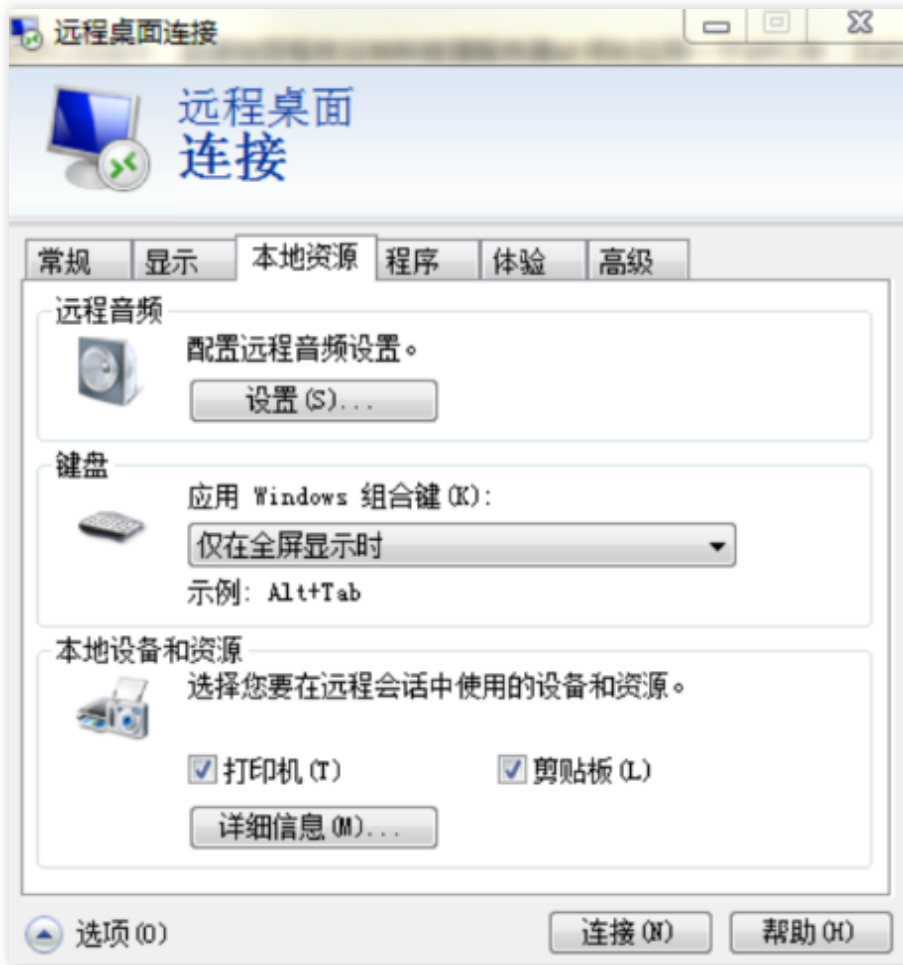 远程桌面连接
远程桌面
连接
常规 显示 本地资源 程序 体验 高级
远程音频
配置远程音频设置。
设置(S)...
键盘
应用 Windows 组合键(K):
仅在全屏显示时
示例: Alt+Tab
本地设备和资源
选择您要在远程会话中使用的设备和资源。
打印机(T) 剪贴板(L)
详细信息(M)...
选项(O) 连接(N) 帮助(H)